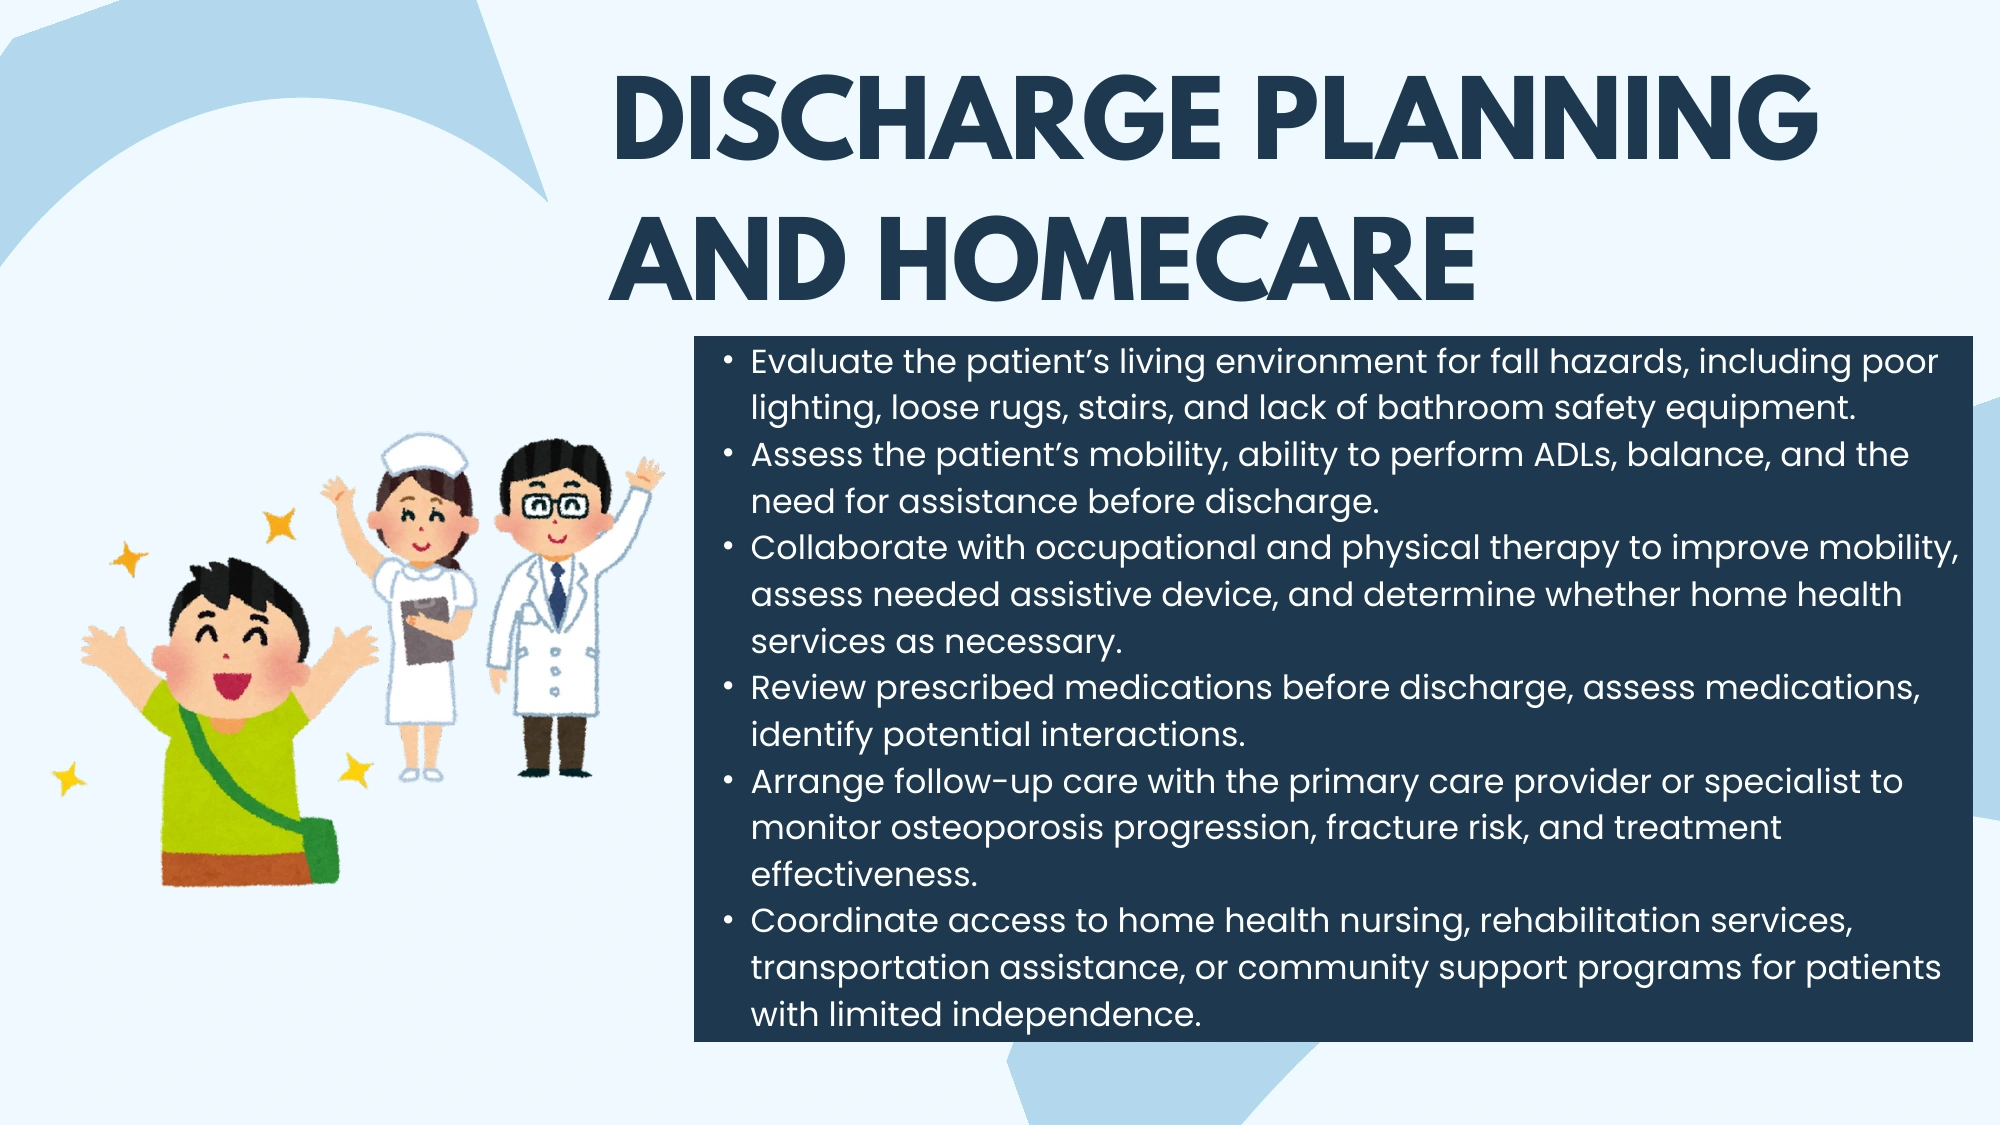 DISCHARGE PLANNING
AND HOMECARE
• Evaluate the patient’s living environment for fall hazards, including poor
lighting, loose rugs, stairs, and lack of bathroom safety equipment.
• Assess the patient’s mobility, ability to perform ADLs, balance, and the
need for assistance before discharge.
• Collaborate with occupational and physical therapy to improve mobility,
assess needed assistive device, and determine whether home health
services as necessary.
• Review prescribed medications before discharge, assess medications,
identify potential interactions.
• Arrange follow-up care with the primary care provider or specialist to
monitor osteoporosis progression, fracture risk, and treatment
effectiveness.
• Coordinate access to home health nursing, rehabilitation services,
transportation assistance, or community support programs for patients
with limited independence.